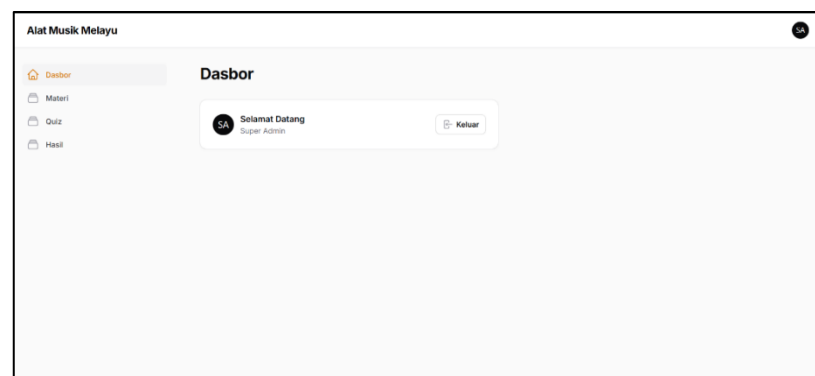 Alat Musik Melayu
SA
Dasbor
Materi
Quiz
Hasil
Dasbor
SA
Selamat Datang
Super Admin
Keluar